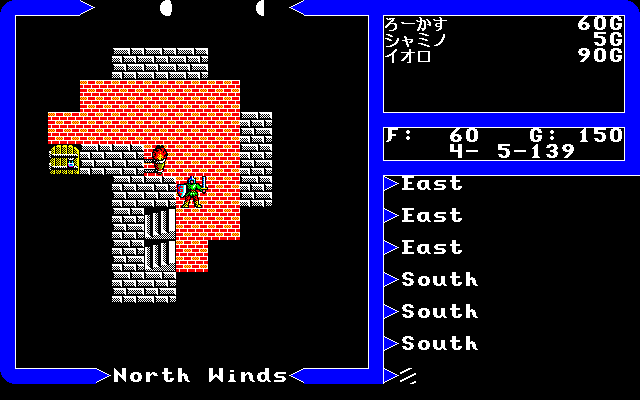 ろーかす 60G
シャミノ 5G
イオロ 90G
F: 60 G: 150
4- 5-139
East
East
East
South
South
South
North Winds